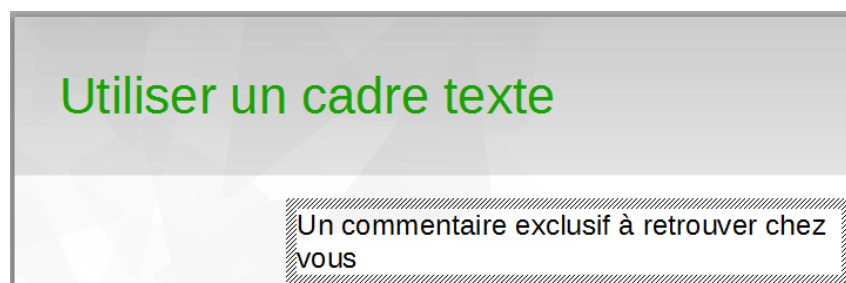 Utiliser un cadre texte
Un commentaire exclusif à retrouver chez
vous